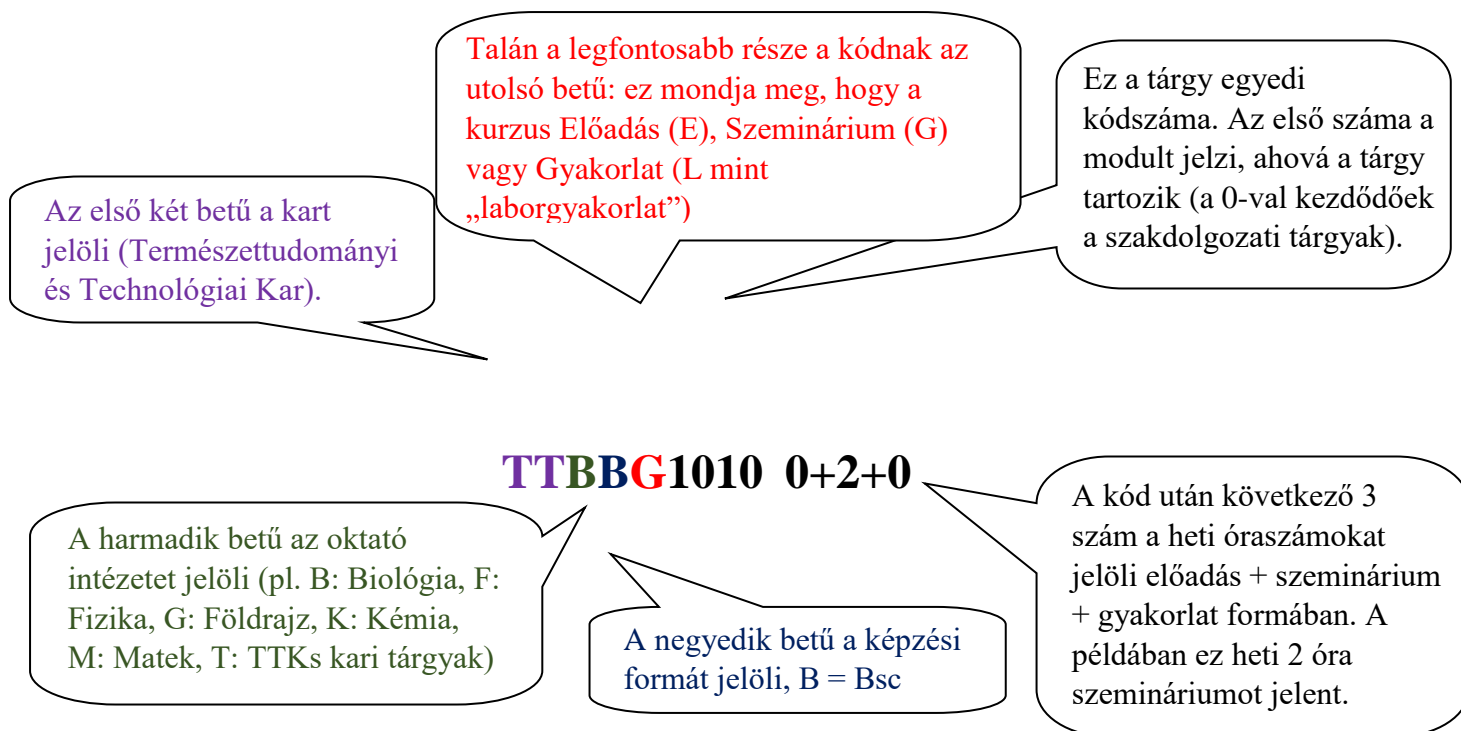 Talán a legfontosabb része a kódnak az
utolsó betű: ez mondja meg, hogy a
kurzus Előadás (E), Szeminárium (G)
vagy Gyakorlat (L mint
„laborgyakorlat”)
Ez a tárgy egyedi
kódszáma. Az első száma a
modult jelzi, ahová a tárgy
tartozik (a 0-val kezdődőek
a szakdolgozati tárgyak).
Az első két betű a kart
jelöli (Természettudományi
és Technológiai Kar).
TTBBG1010 0+2+0
A harmadik betű az oktató
intézetet jelöli (pl. B: Biológia, F:
Fizika, G: Földrajz, K: Kémia,
M: Matek, T: TTKs kari tárgyak)
A negyedik betű a képzési
formát jelöli, B = Bsc
A kód után következő 3
szám a heti óraszámokat
jelöli előadás + szeminárium
+ gyakorlat formában. A
példában ez heti 2 óra
szemináriumot jelent.